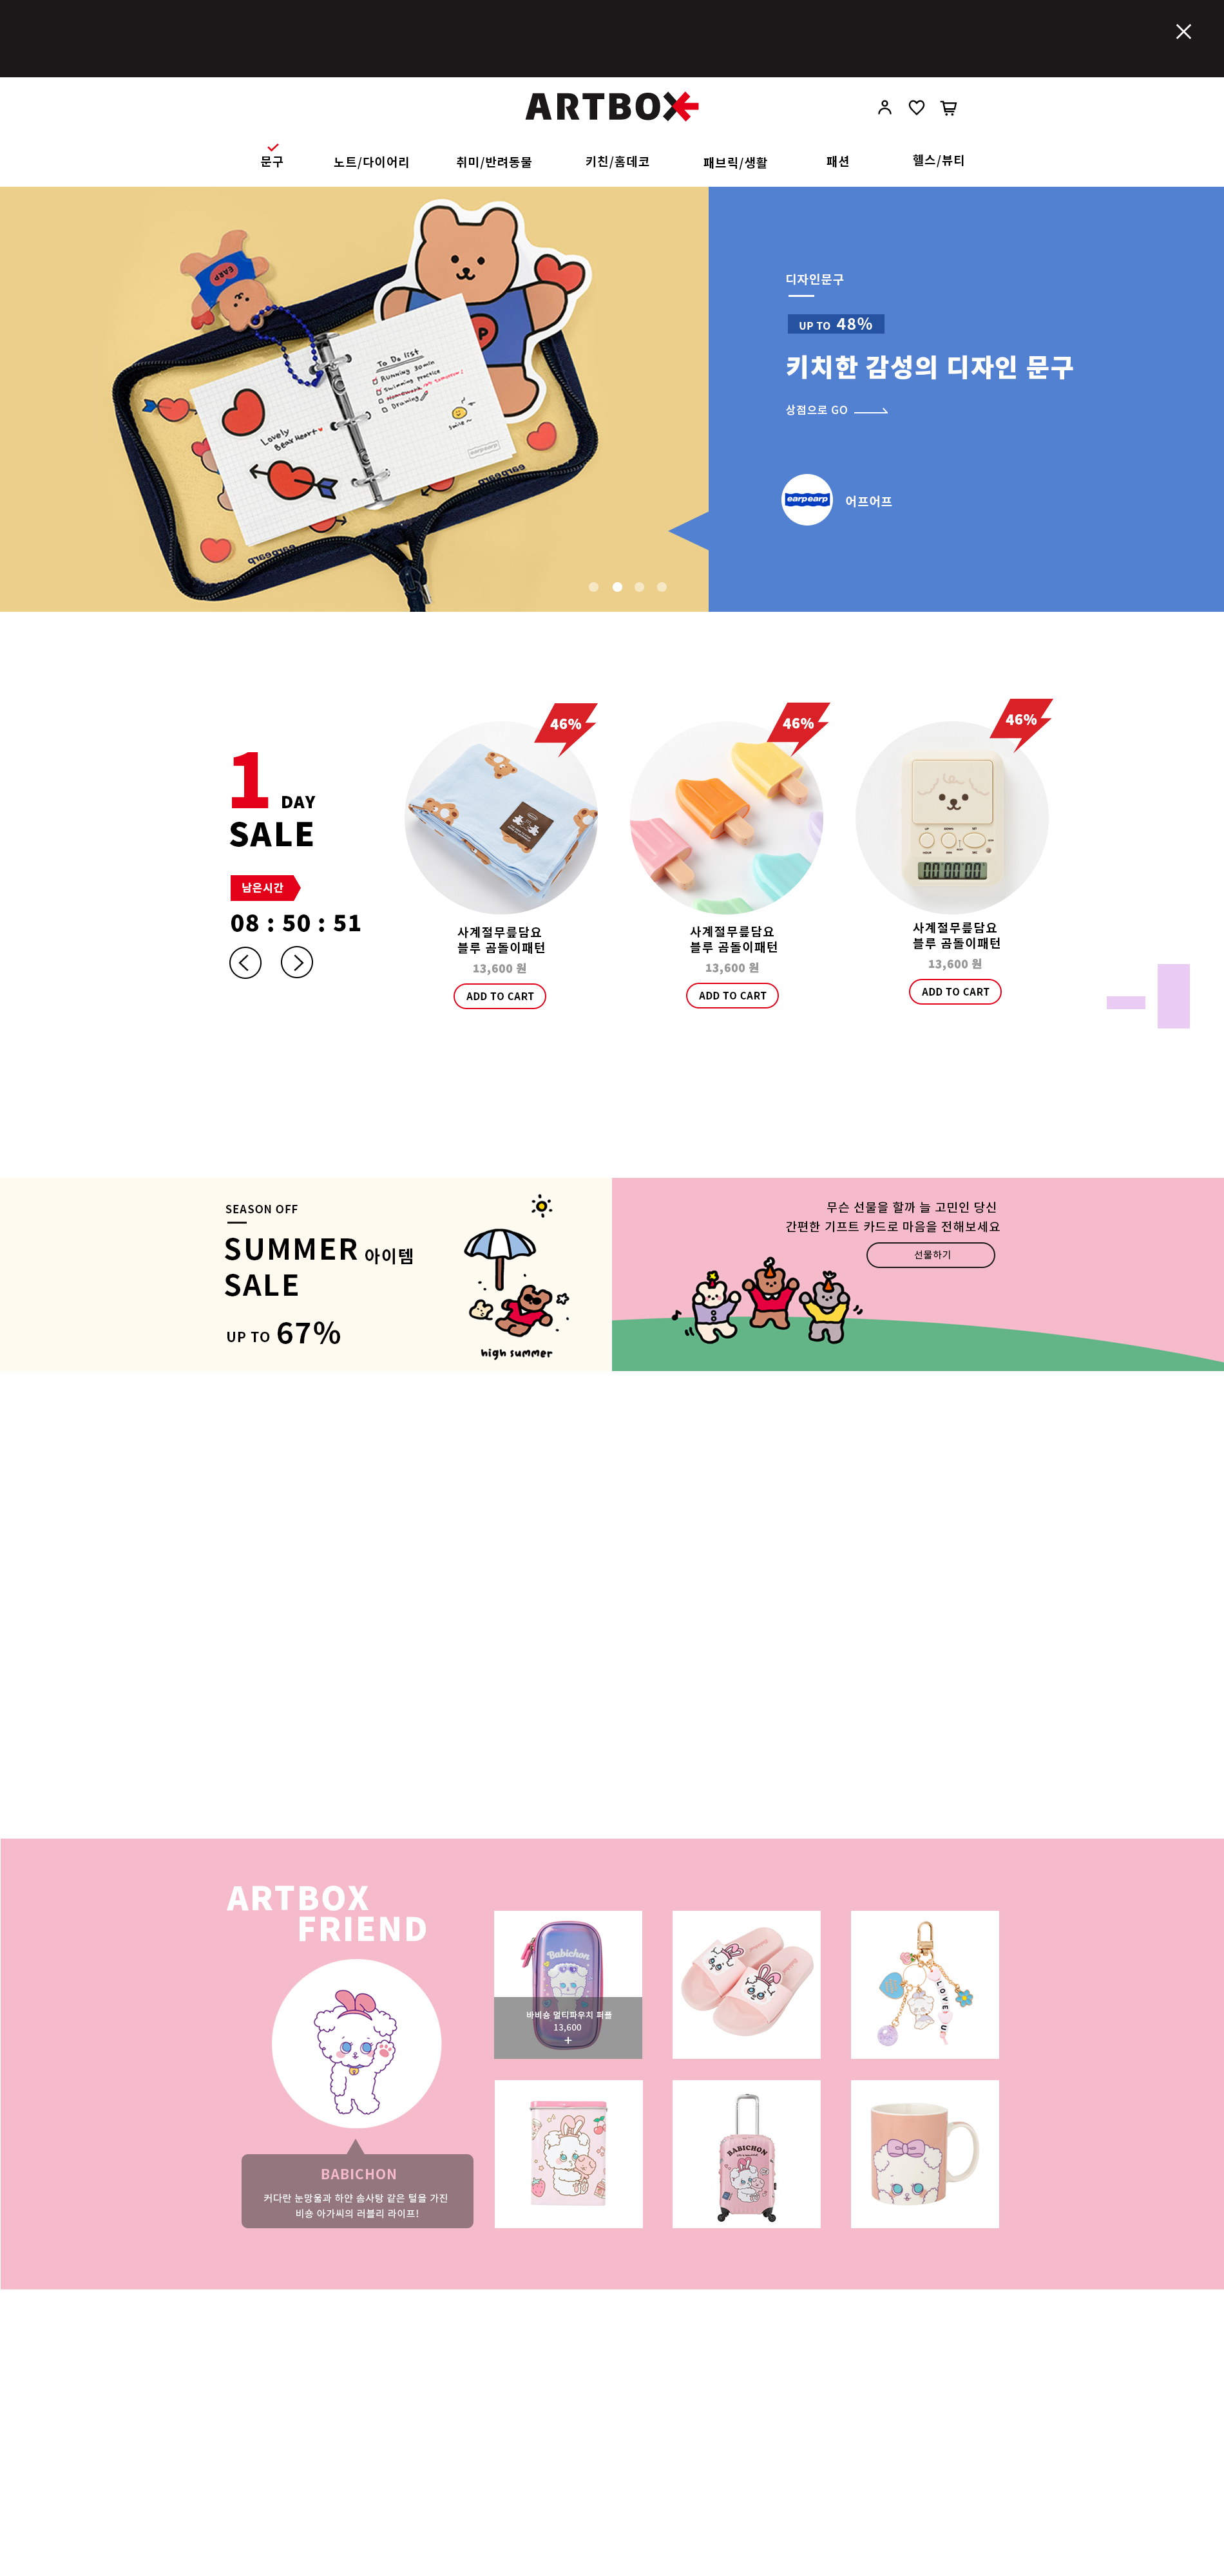 ARTBOX
문구
노트/다이어리
취미/반려동물
키친/홈데코
패브릭/생활
패션
헬스/뷰티
EARP
P
To Do list
Running 30min
Swimming practice
Homework
Drawing
smile~
Lovely
Bear Heart
earpearp
earpearp
earpearp
디자인문구
UP TO 48%
키치한 감성의 디자인 문구
상점으로 GO
earpearp
어프어프
1 DAY
SALE
남은시간
08 : 50 : 51
46%
46%
46%
00 00 00
사계절무릎담요
블루 곰돌이패턴
13,600 원
ADD TO CART
사계절무릎담요
블루 곰돌이패턴
13,600 원
ADD TO CART
사계절무릎담요
블루 곰돌이패턴
13,600 원
ADD TO CART
SEASON OFF
SUMMER 아이템
SALE
UP TO 67%
high summer
무슨 선물을 할까 늘 고민인 당신
간편한 기프트 카드로 마음을 전해보세요
선물하기
ARTBOX
FRIEND
BABICHON
커다란 눈망울과 하얀 솜사탕 같은 털을 가진
비숑 아가씨의 러블리 라이프!
Babichon
바비숑 멀티파우치 퍼플
13,600
+
LOVE
BABICHON